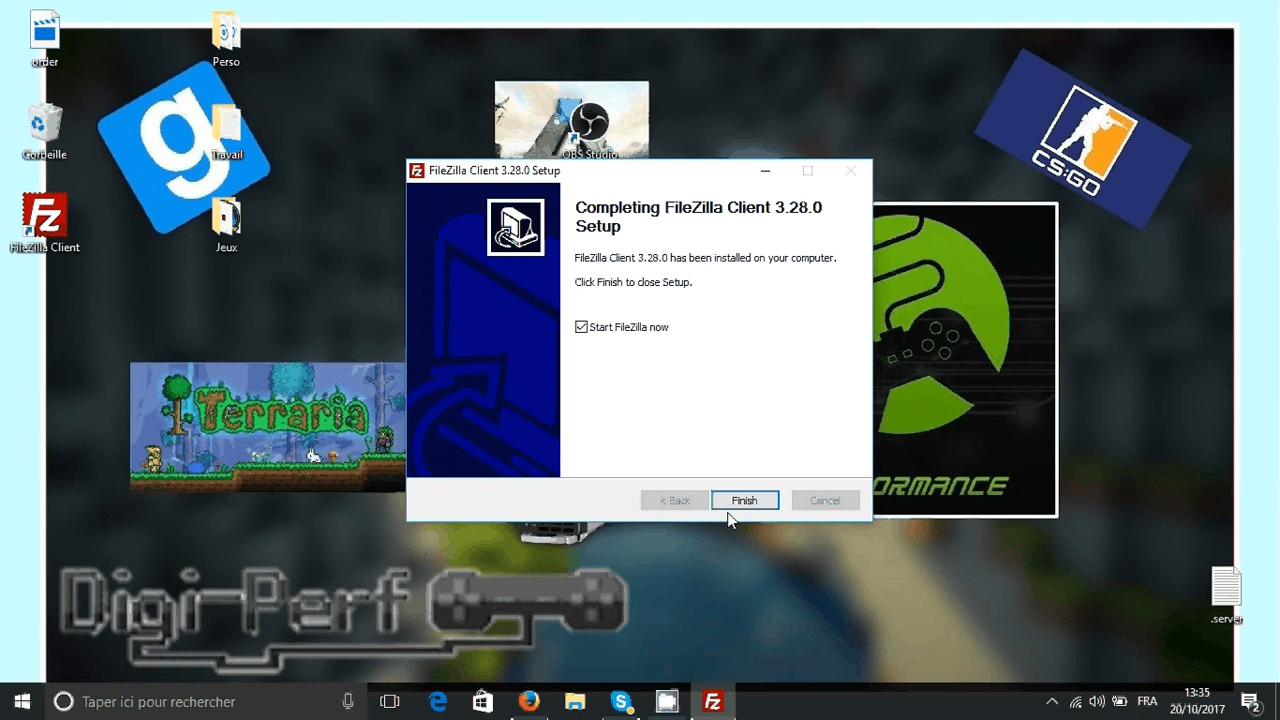 order
Perso
Corbeille
Travail
OBS Studio
CS:GO
FileZilla Client
Jeux
FileZilla Client 3.28.0 Setup
Completing FileZilla Client 3.28.0
Setup
FileZilla Client 3.28.0 has been installed on your computer.
Click Finish to close Setup.
Start FileZilla now
Terraria
< Back
Finish
Cancel
ORMANCE
Digi-Perf
.server
Taper ici pour rechercher
FRA
13:35
20/10/2017
2